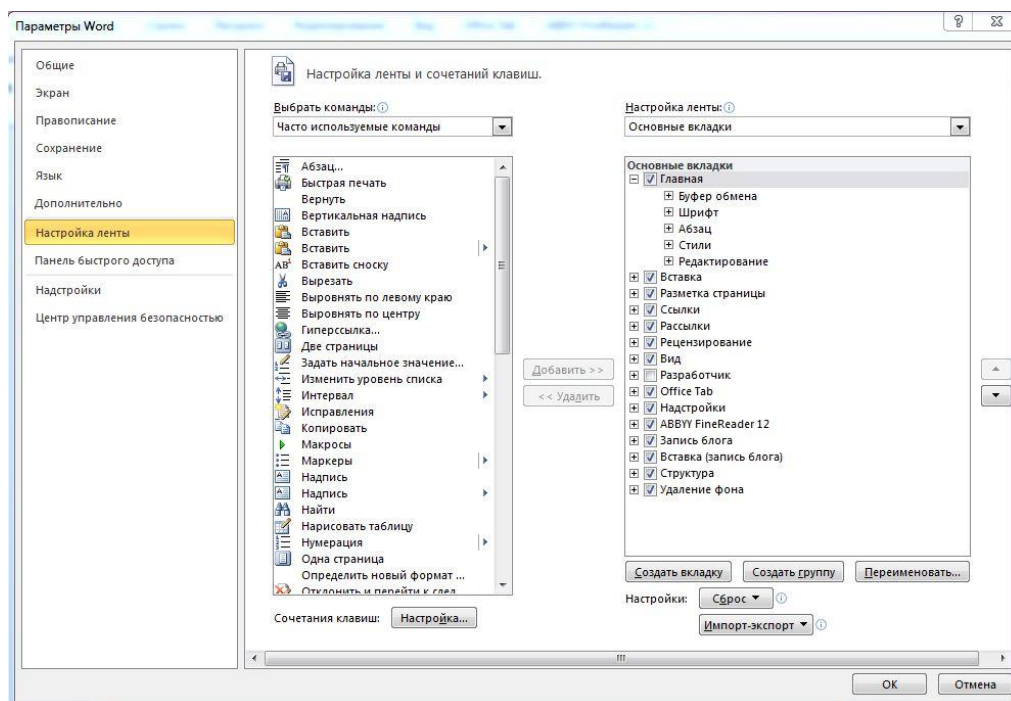 Параметры Word
Общие
Экран
Правописание
Сохранение
Язык
Дополнительно
Настройка ленты
Панель быстрого доступа
Надстройки
Центр управления безопасностью
Настройка ленты и сочетаний клавиш.
Выбрать команды:
Часто используемые команды
Абзац...
Быстрая печать
Вернуть
Вертикальная надпись
Вставить
Вставить
Вставить сноску
Вырезать
Выровнять по левому краю
Выровнять по центру
Гиперссылка...
Две страницы
Задать начальное значение...
Изменить уровень списка
Интервал
Исправления
Копировать
Макросы
Маркеры
Надпись
Надпись
Найти
Нарисовать таблицу
Нумерация
Одна страница
Определить новый формат ...
Отклонить и перейти к след
Сочетания клавиш: Настройка...
Добавить >>
<< Удалить
Настройка ленты:
Основные вкладки
Основные вкладки
Главная
Буфер обмена
Шрифт
Абзац
Стили
Редактирование
Вставка
Разметка страницы
Ссылки
Рассылки
Рецензирование
Вид
Разработчик
Office Tab
Надстройки
ABBYY FineReader 12
Запись блога
Вставка (запись блога)
Структура
Удаление фона
Создать вкладку Создать группу Переименовать...
Настройки: Сброс
Импорт-экспорт
ОК Отмена